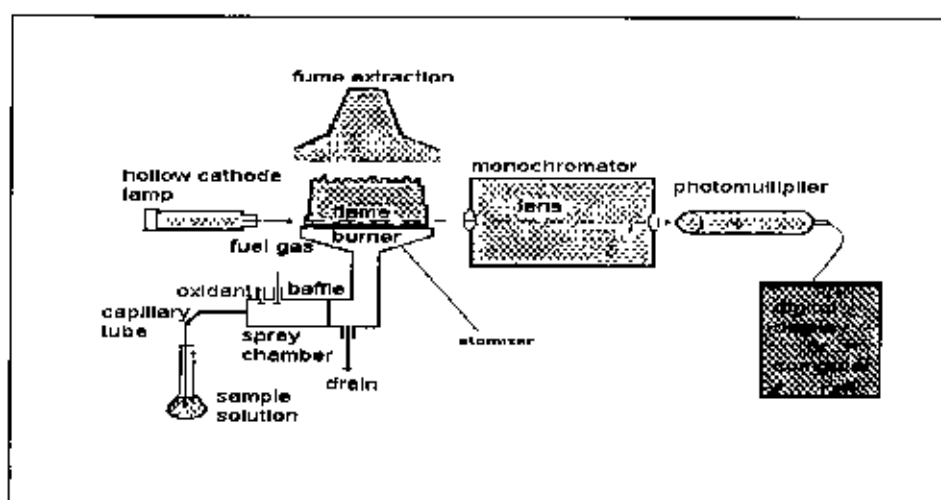 fume extraction
hollow cathode
lamp
monochromator
photomultiplier
lens
flame
burner
fuel gas
oxidant
baffle
capillary
tube
spray
chamber
atomizer
drain
sample
solution
computer